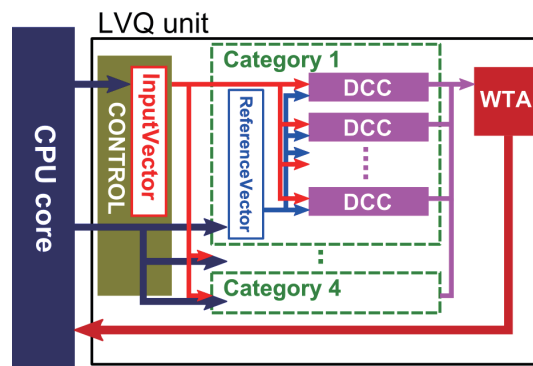 LVQ unit
CPU core
CONTROL
InputVector
Category 1
ReferenceVector
DCC
DCC
DCC
WTA
Category 4